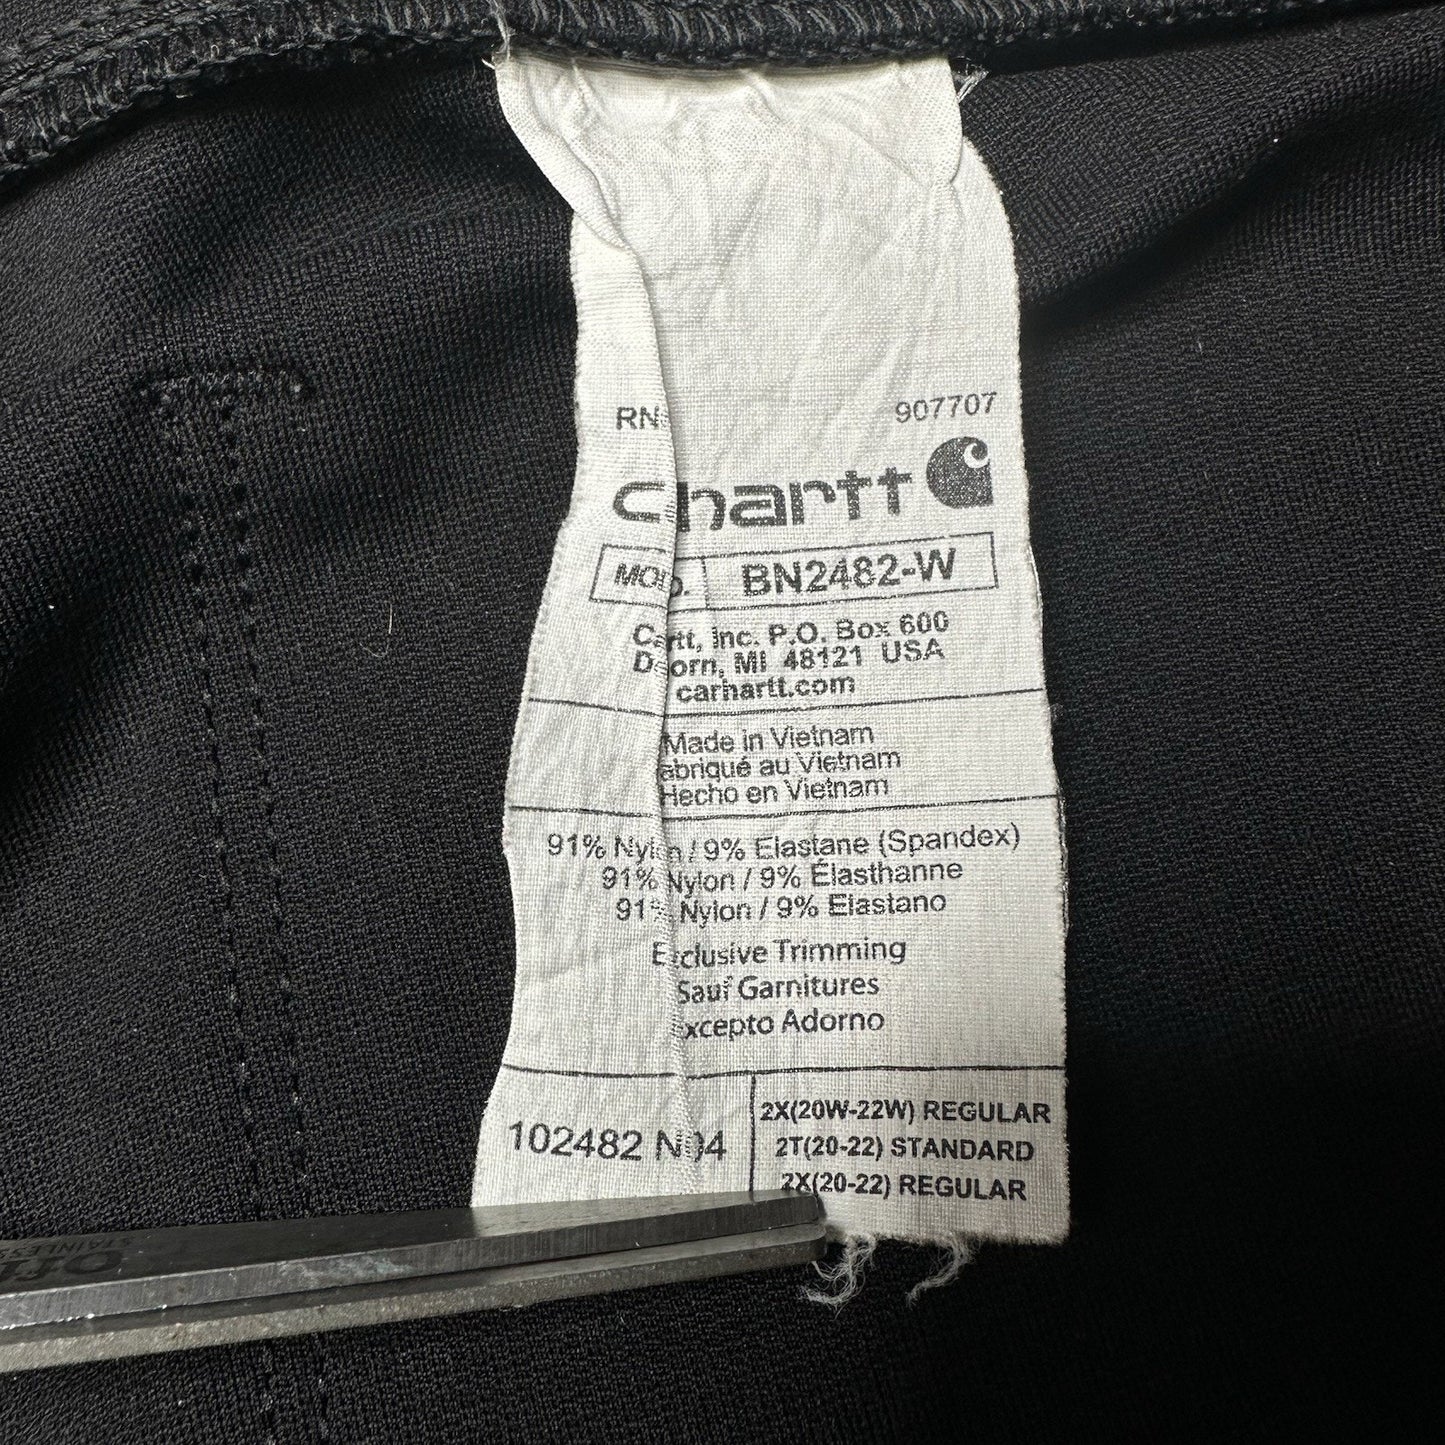 RN 907707
chartt
MOD. BN2482-W
Cartt, Inc. P.O. Box 600
Deorn, MI 48121 USA
carhartt.com
Made in Vietnam
abriqué au Vietnam
Hecho en Vietnam
91% Nylon / 9% Elastane (Spandex)
91% Nylon / 9% Élasthanne
91% Nylon / 9% Elastano
Exclusive Trimming
Sauf Garnitures
xcepto Adorno
102482 N04
2X(20W-22W) REGULAR
2T(20-22) STANDARD
2X(20-22) REGULAR
STAINLESS